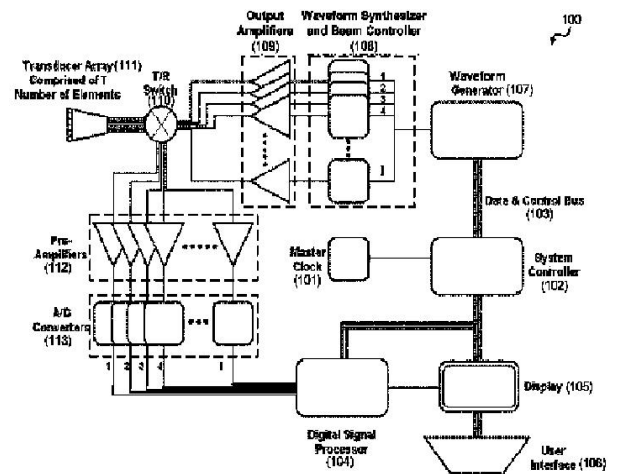 Output
Amplifiers
(109)
Waveform Synthesizer
and Beam Controller
(108)
100
Transducer Array(111)
Comprised of T
Number of Elements
T/R
Switch
(110)
1
2
3
4
Waveform
Generator (107)
Data & Control Bus
(103)
Pre-
Amplifiers
(112)
Master
Clock
(101)
System
Controller
(102)
A/D
Converters
(113)
1
2
3
4
Display (105)
Digital Signal
Processor
(104)
User
Interface (106)